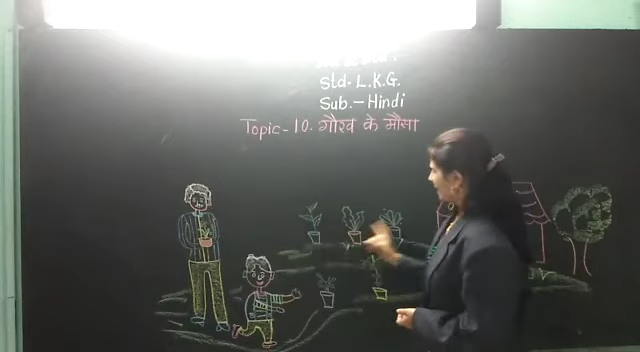 Std- L.K.G.
Sub.- Hindi
Topic- 10. गौरव के मौसा